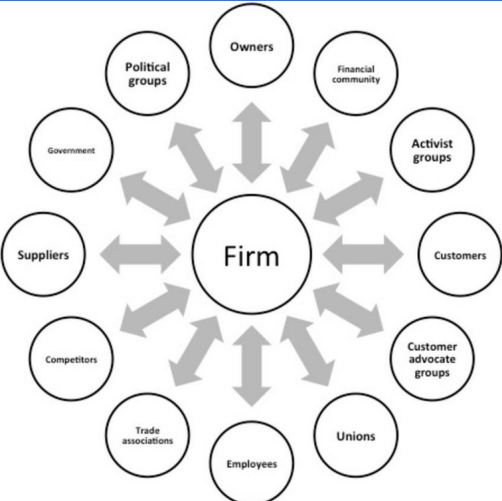 Owners
Financial
community
Activist
groups
Customers
Customer
advocate
groups
Unions
Employees
Trade
associations
Competitors
Suppliers
Government
Political
groups
Firm